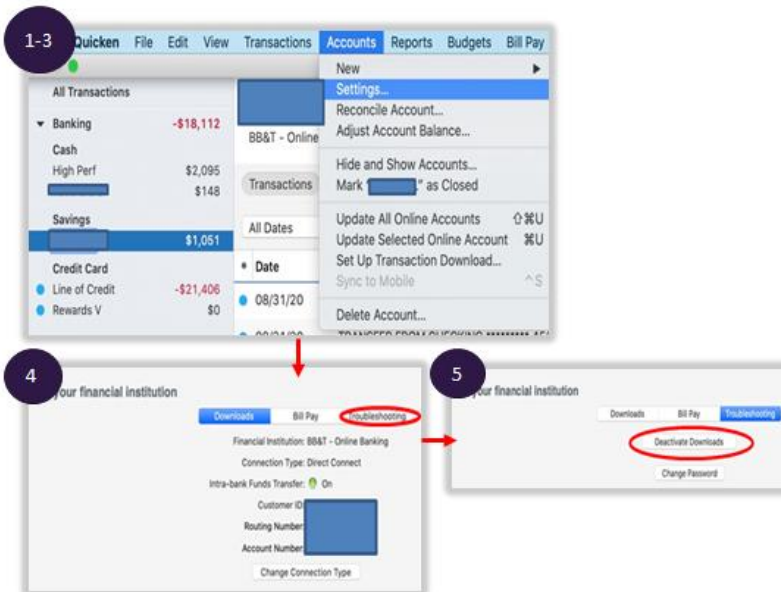 1-3
Quicken File Edit View Transactions Accounts Reports Budgets Bill Pay
All Transactions
Banking -$18,112
Cash
High Perf $2,095
$148
Savings
$1,051
Credit Card
Line of Credit -$21,406
Rewards V $0
BB&T - Online
Transactions
All Dates
Date
08/31/20
New
Settings...
Reconcile Account...
Adjust Account Balance...
Hide and Show Accounts...
Mark " ." as Closed
Update All Online Accounts ⇧⌘U
Update Selected Online Account ⌘U
Set Up Transaction Download...
Sync to Mobile ^S
Delete Account...
TRANSFER FROM CHECKING
4
your financial institution
Downloads Bill Pay Troubleshooting
Financial Institution: BB&T - Online Banking
Connection Type: Direct Connect
Intra-bank Funds Transfer: On
Customer ID:
Routing Number:
Account Number:
Change Connection Type
5
your financial institution
Downloads Bill Pay Troubleshooting
Deactivate Downloads
Change Password